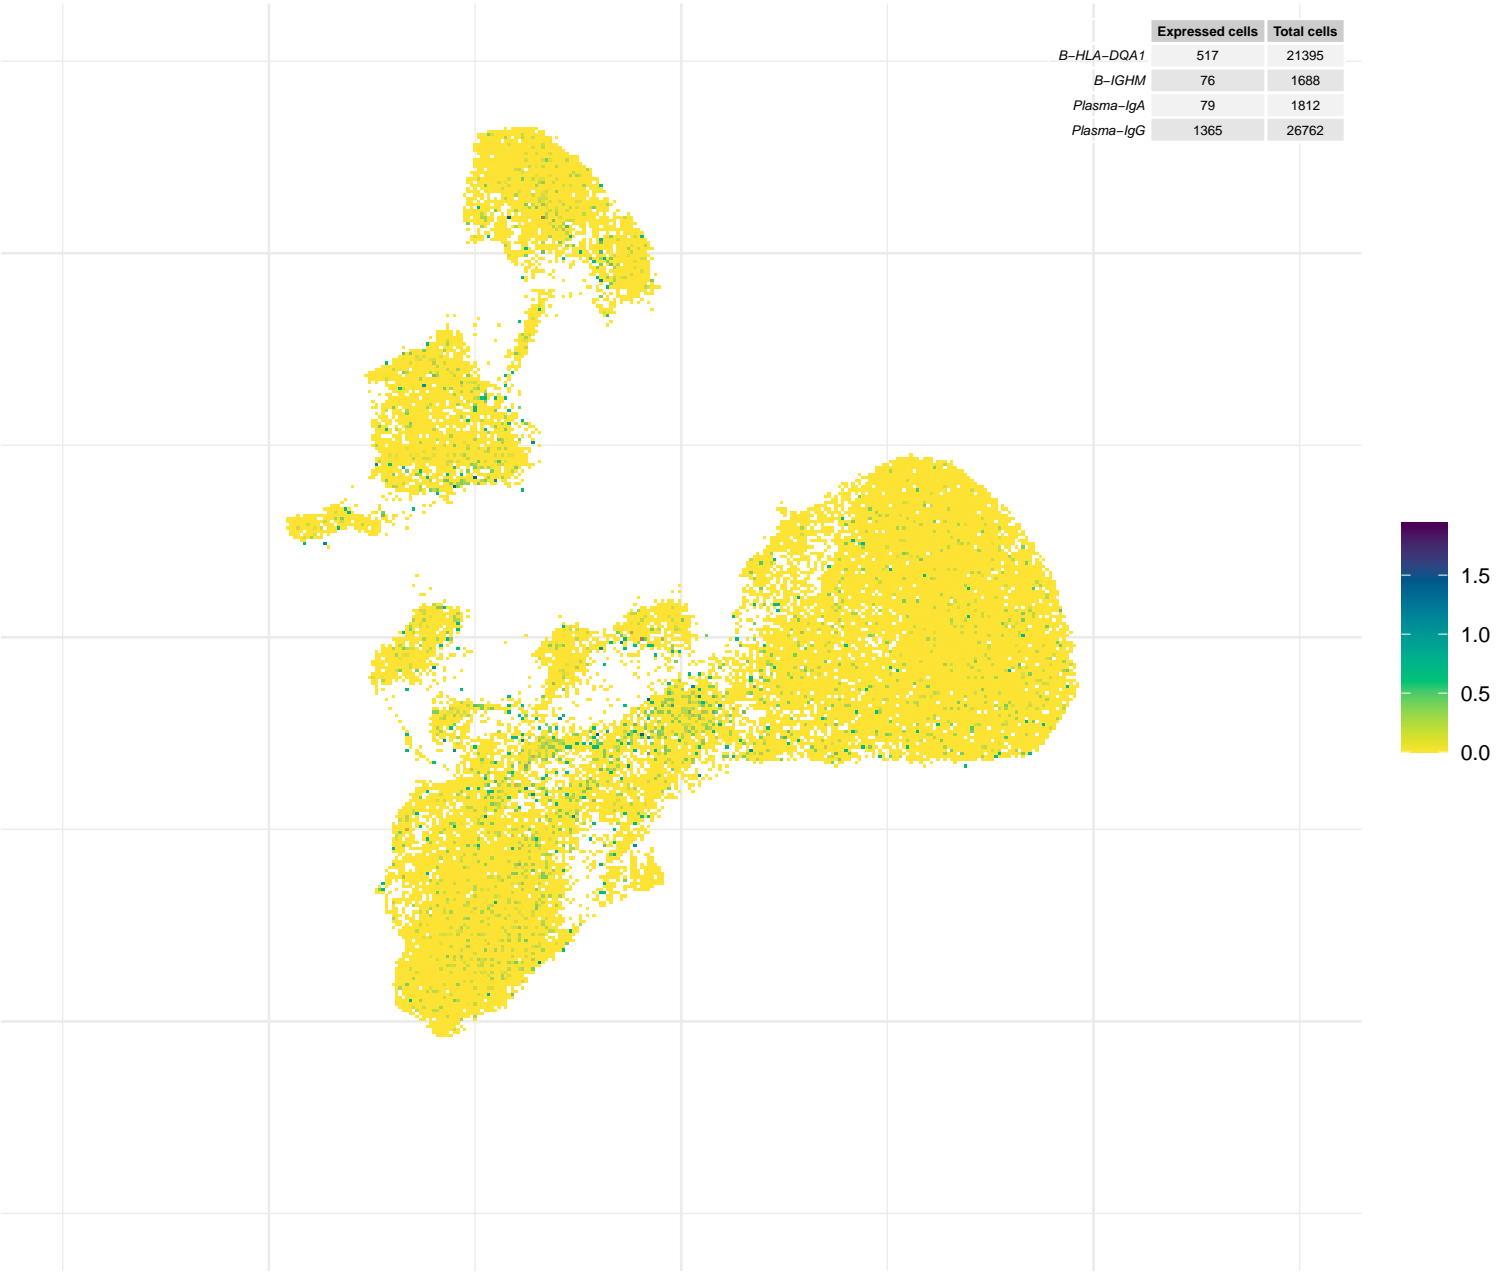 Expressed cells Total cells
B−HLA−DQA1 517 21395
B−IGHM 76 1688
Plasma−IgA 79 1812
Plasma−IgG 1365 26762
1.5
1.0
0.5
0.0